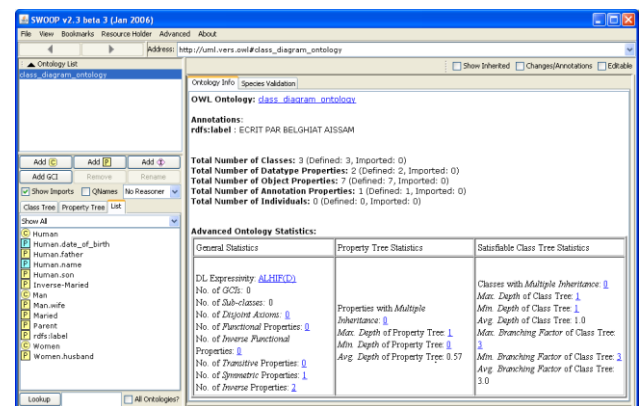 SWOOP v2.3 beta 3 (Jan 2006)
File View Bookmarks Resource Holder Advanced About
Address: http://uml.vers.owl#class_diagram_ontology
Ontology List
Show Inherited Changes/Annotations Editable
class_diagram_ontology
Ontology Info Species Validation
OWL Ontology: class_diagram_ontology
Annotations:
rdfs:label : ECRIT PAR BELGHIAT AISSAM
Total Number of Classes: 3 (Defined: 3, Imported: 0)
Total Number of Datatype Properties: 2 (Defined: 2, Imported: 0)
Total Number of Object Properties: 7 (Defined: 7, Imported: 0)
Total Number of Annotation Properties: 1 (Defined: 1, Imported: 0)
Total Number of Individuals: 0 (Defined: 0, Imported: 0)
Advanced Ontology Statistics:
General Statistics
DL Expressivity: ALHIF(D)
No. of GCIs: 0
No. of Sub-classes: 0
No. of Disjoint Axioms: 0
No. of Functional Properties: 0
No. of Inverse Functional
Properties: 0
No. of Transitive Properties: 0
No. of Symmetric Properties: 1
No. of Inverse Properties: 2
Property Tree Statistics
Properties with Multiple
Inheritance: 0
Max. Depth of Property Tree: 1
Min. Depth of Property Tree: 0
Avg. Depth of Property Tree: 0.57
Satisfiable Class Tree Statistics
Classes with Multiple Inheritance: 0
Max. Depth of Class Tree: 1
Min. Depth of Class Tree: 1
Avg. Depth of Class Tree: 1.0
Max. Branching Factor of Class Tree:
3
Min. Branching Factor of Class Tree: 3
Avg. Branching Factor of Class Tree:
3.0
Add C Add P Add I
Add GCI Remove Rename
Show Imports QNames No Reasoner
Class Tree Property Tree List
Show All
C Human
P Human.date_of_birth
P Human.father
P Human.name
P Human.son
P Inverse-Maried
C Man
P Man.wife
P Maried
P Parent
P rdfs:label
C Women
P Women.husband
Lookup All Ontologies?